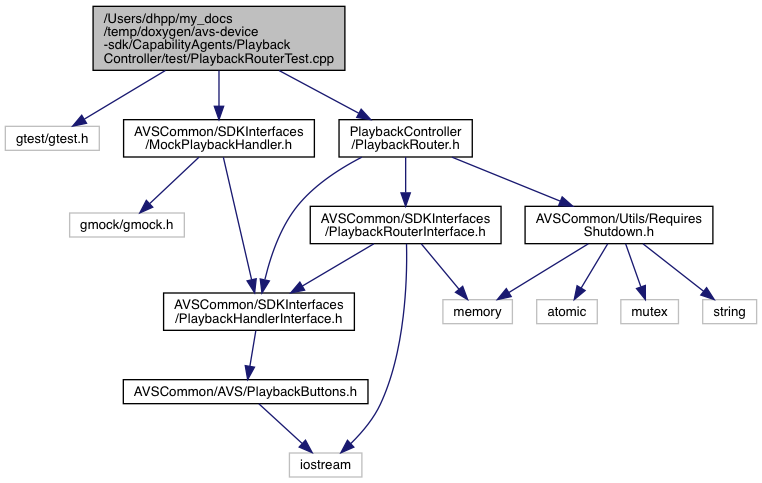 /Users/dhpp/my_docs
/temp/doxygen/avs-device
-sdk/CapabilityAgents/Playback
Controller/test/PlaybackRouterTest.cpp
gtest/gtest.h
AVSCommon/SDKInterfaces
/MockPlaybackHandler.h
PlaybackController
/PlaybackRouter.h
gmock/gmock.h
AVSCommon/SDKInterfaces
/PlaybackRouterInterface.h
AVSCommon/Utils/Requires
Shutdown.h
AVSCommon/SDKInterfaces
/PlaybackHandlerInterface.h
memory
atomic
mutex
string
AVSCommon/AVS/PlaybackButtons.h
iostream